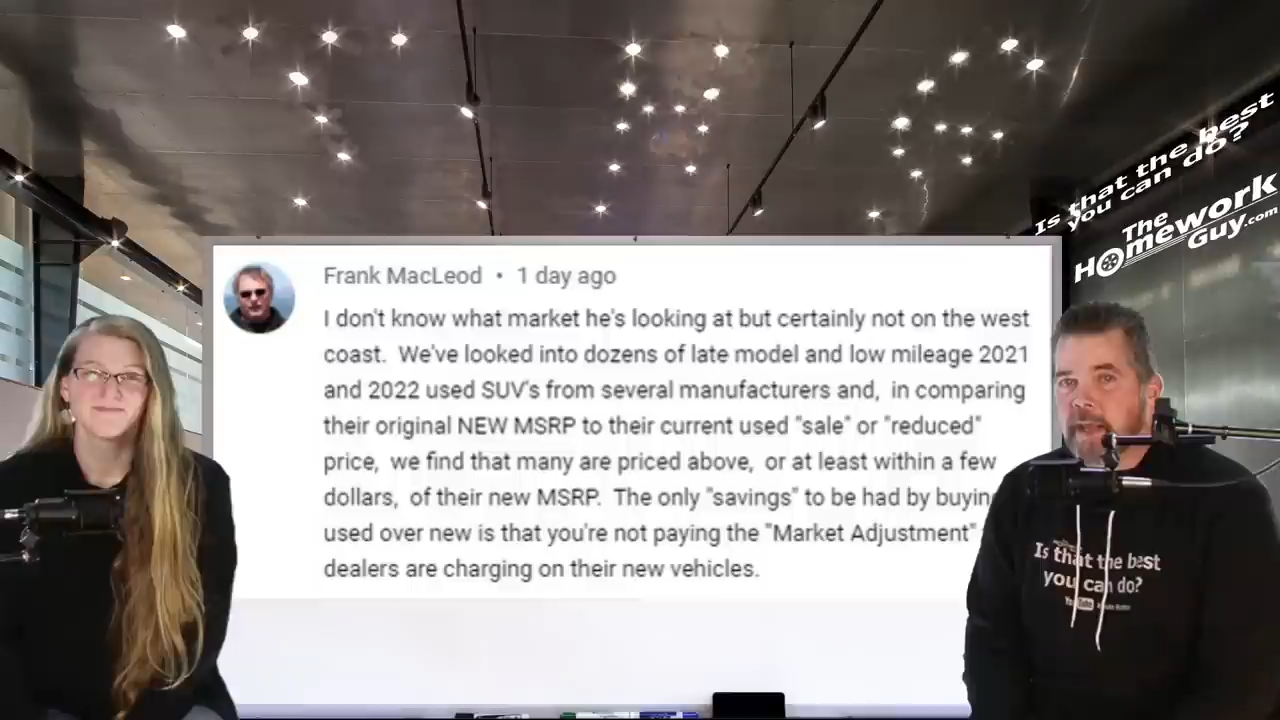 Is that the best
you can do?
The
Homework
Guy.com
Frank MacLeod • 1 day ago
I don't know what market he's looking at but certainly not on the west
coast. We've looked into dozens of late model and low mileage 2021
and 2022 used SUV's from several manufacturers and, in comparing
their original NEW MSRP to their current used "sale" or "reduced"
price, we find that many are priced above, or at least within a few
dollars, of their new MSRP. The only "savings" to be had by buyin
used over new is that you're not paying the "Market Adjustment"
dealers are charging on their new vehicles.
Is that the best
you can do?
YouTube